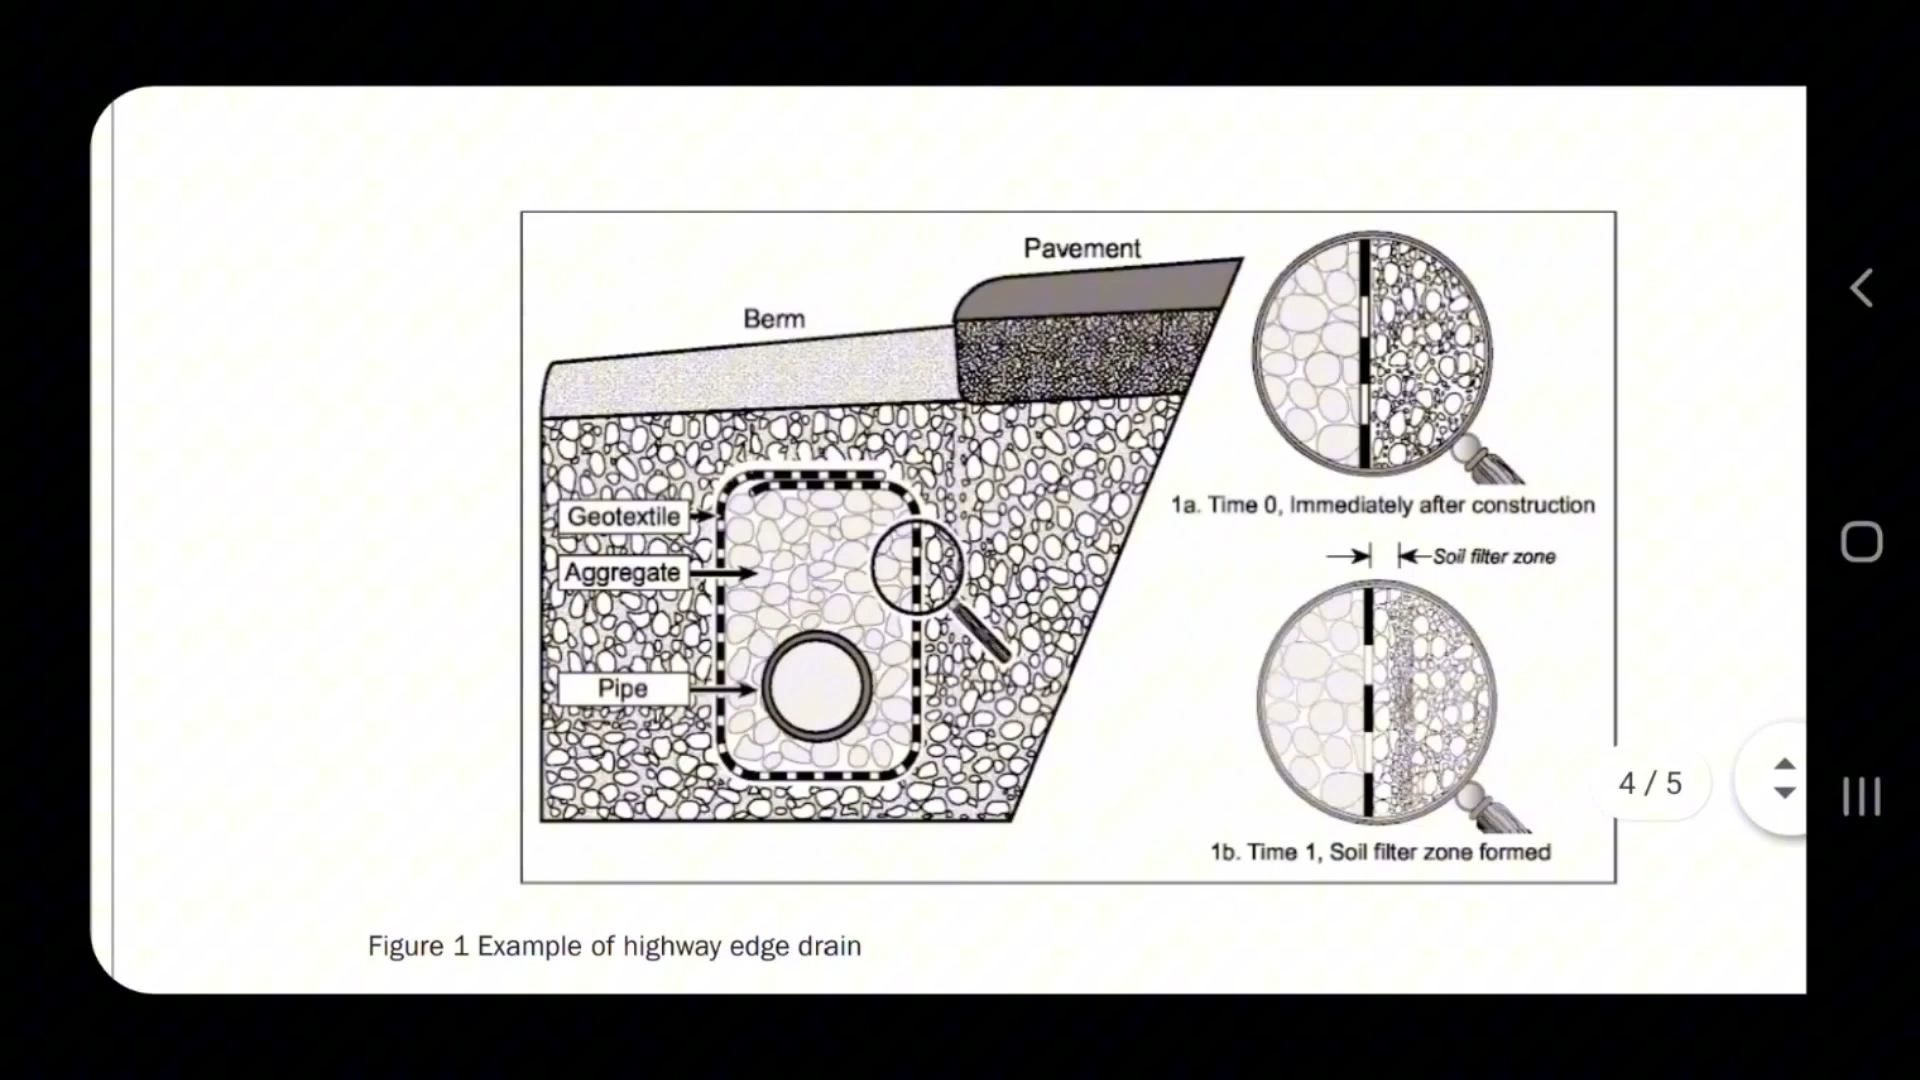 Pavement
Berm
Geotextile
Aggregate
Pipe
1a. Time 0, Immediately after construction
Soil filter zone
1b. Time 1, Soil filter zone formed
4 / 5
Figure 1 Example of highway edge drain